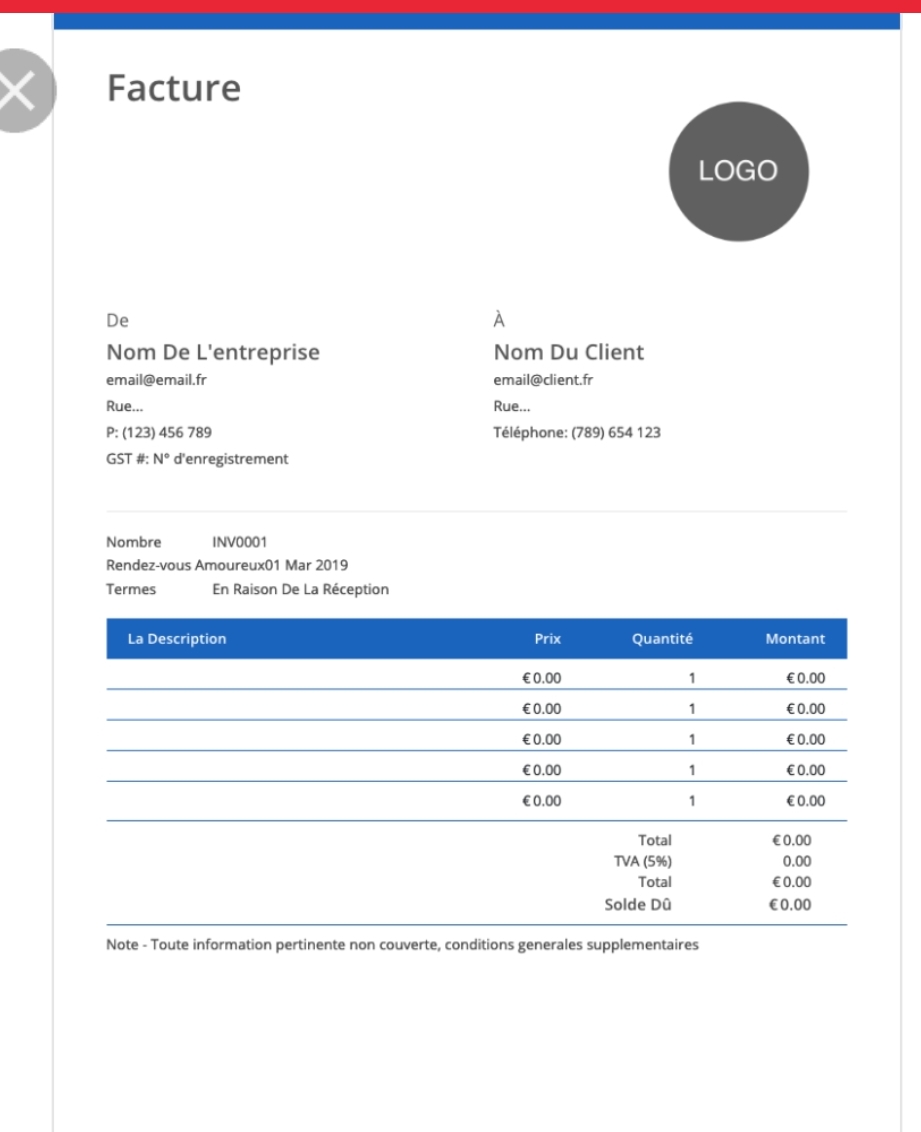 Facture
LOGO
De
Nom De L'entreprise
email@email.fr
Rue...
P: (123) 456 789
GST #: N° d'enregistrement
À
Nom Du Client
email@client.fr
Rue...
Téléphone: (789) 654 123
Nombre INV0001
Rendez-vous Amoureux01 Mar 2019
Termes En Raison De La Réception
La Description Prix Quantité Montant
€0.00 1 €0.00
€0.00 1 €0.00
€0.00 1 €0.00
€0.00 1 €0.00
€0.00 1 €0.00
Total €0.00
TVA (5%) 0.00
Total €0.00
Solde Dû €0.00
Note - Toute information pertinente non couverte, conditions generales supplementaires